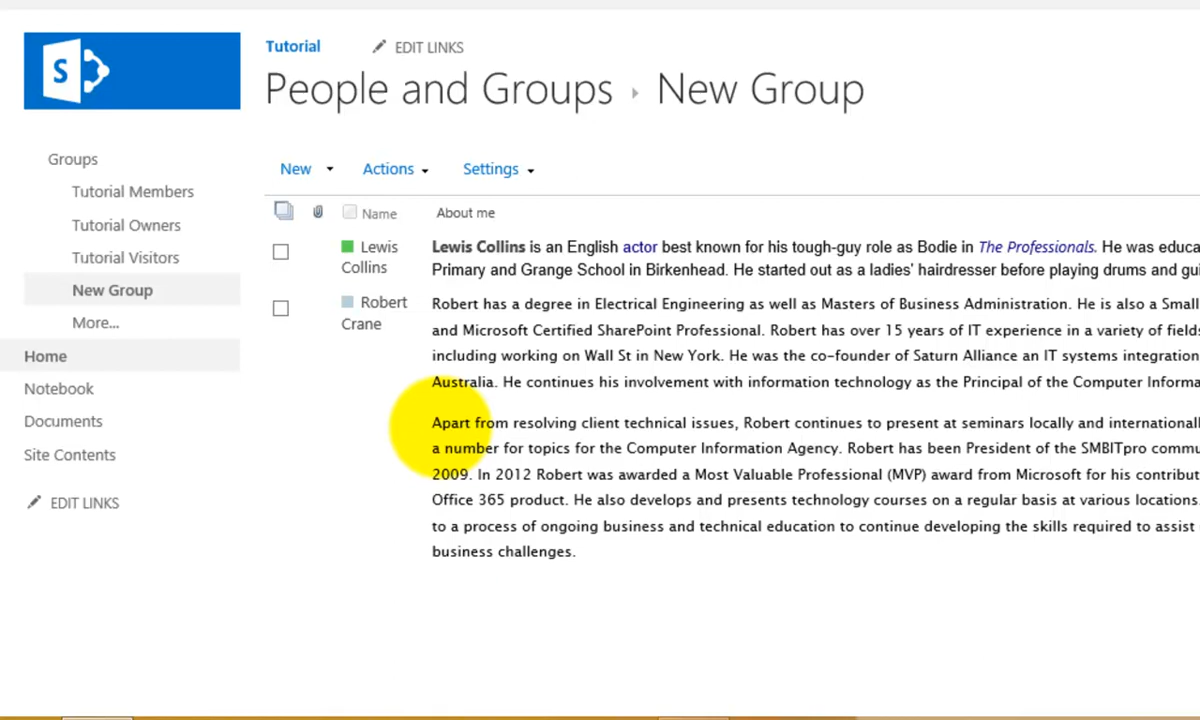 S
Tutorial EDIT LINKS
People and Groups ▸ New Group
Groups
Tutorial Members
Tutorial Owners
Tutorial Visitors
New Group
More...
Home
Notebook
Documents
Site Contents
EDIT LINKS
New Actions Settings
Name About me
Lewis Collins
Lewis Collins is an English actor best known for his tough-guy role as Bodie in The Professionals. He was
Primary and Grange School in Birkenhead. He started out as a ladies' hairdresser before playing drums and
Robert Crane
Robert has a degree in Electrical Engineering as well as Masters of Business Administration. He is also a Small
and Microsoft Certified SharePoint Professional. Robert has over 15 years of IT experience in a variety of fields
including working on Wall St in New York. He was the co-founder of Saturn Alliance an IT systems integration
Australia. He continues his involvement with information technology as the Principal of the Computer
Apart from resolving client technical issues, Robert continues to present at seminars locally and
a number for topics for the Computer Information Agency. Robert has been President of the SMBITpro
2009. In 2012 Robert was awarded a Most Valuable Professional (MVP) award from Microsoft for his
Office 365 product. He also develops and presents technology courses on a regular basis at various locations.
to a process of ongoing business and technical education to continue developing the skills required to assist
business challenges.